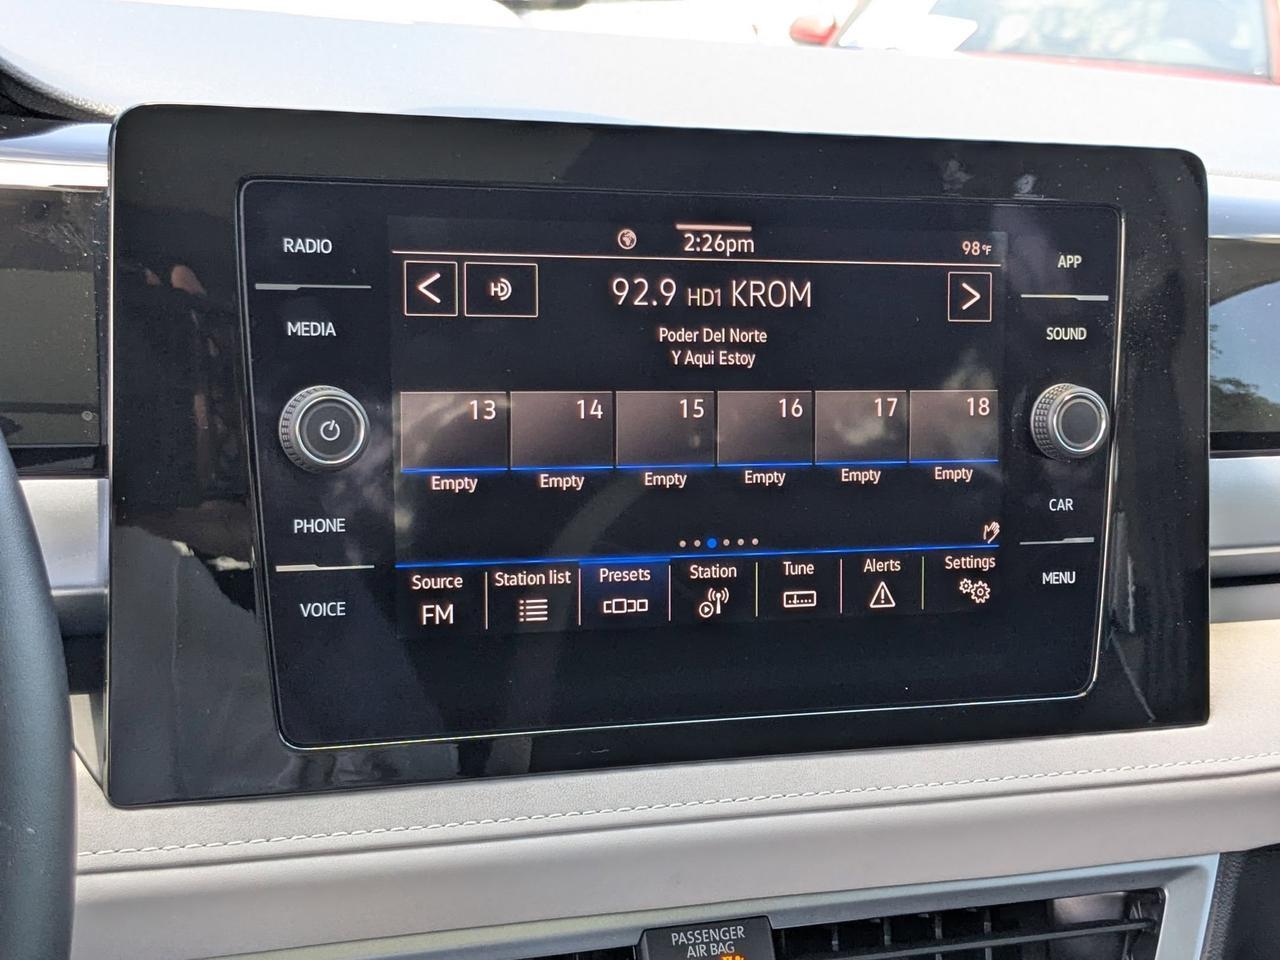 RADIO
MEDIA
PHONE
VOICE
2:26pm
98°F
HD
92.9 HD1 KROM
Poder Del Norte
Y Aqui Estoy
13 14 15 16 17 18
Empty Empty Empty Empty Empty Empty
Source Station list Presets Station Tune Alerts Settings
FM
APP
SOUND
CAR
MENU
PASSENGER
AIR BAG